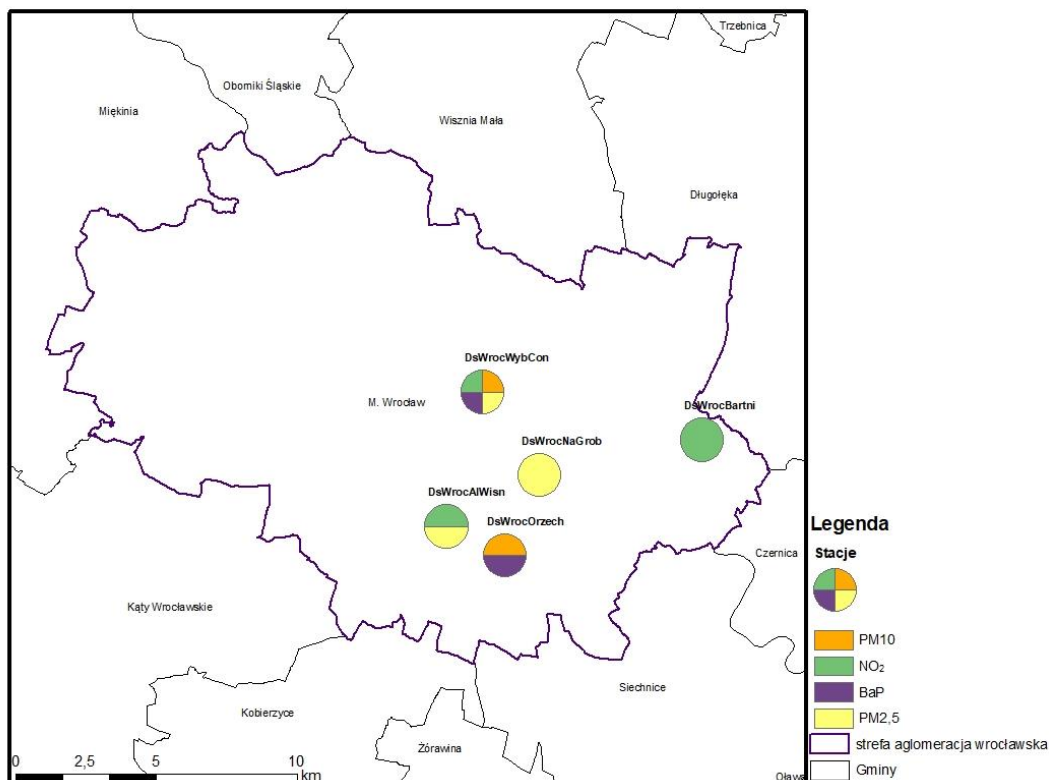 Trzebnica
Oborniki Śląskie
Miękinia
Wisznia Mała
Długołęka
DsWrocWybCon
M. Wrocław
DsWrocBartni
DsWrocNaGrob
DsWrocAlWisn
DsWrocOrzech
Czernica
Kąty Wrocławskie
Siechnice
Kobierzyce
Żórawina
Oława
0 2,5 5 10
km
Legenda
Stacje
PM10
NO₂
BaP
PM2,5
strefa aglomeracja wrocławska
Gminy